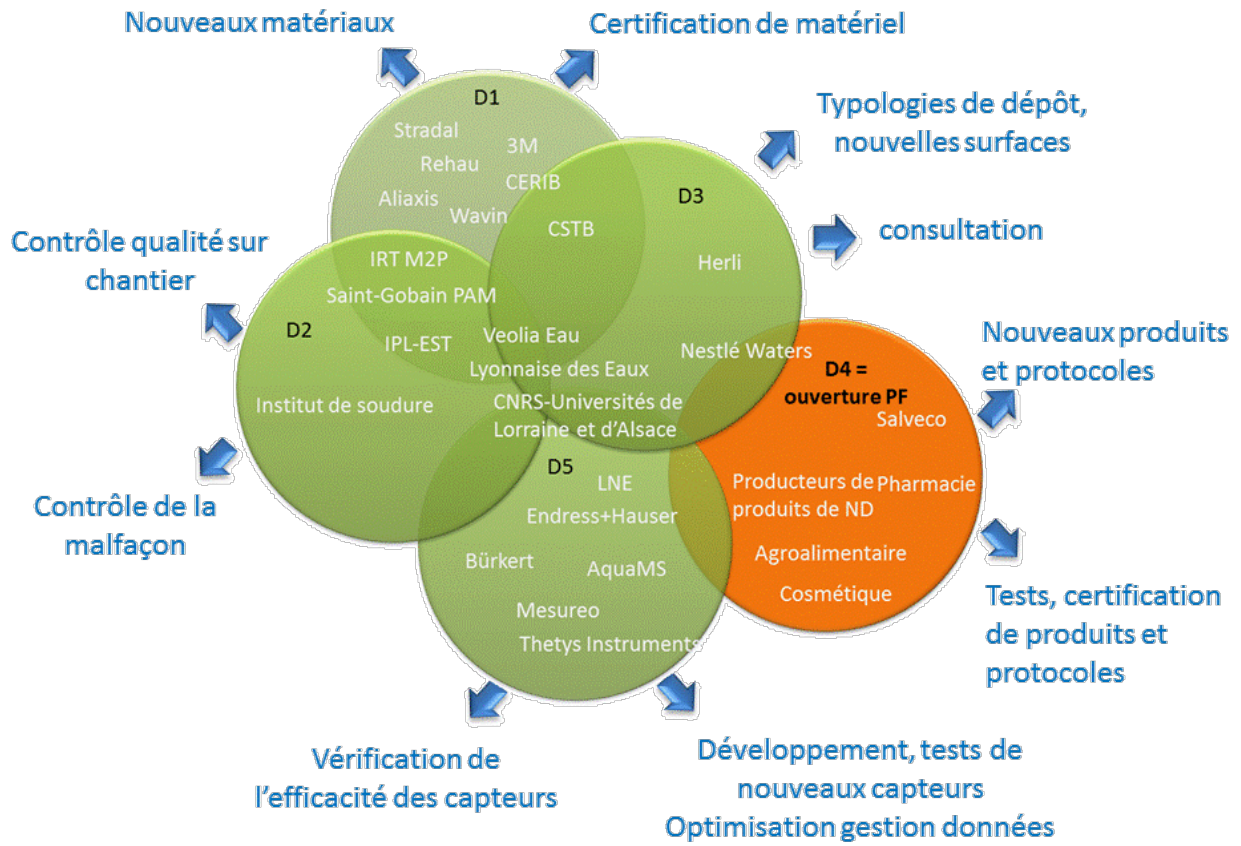 Nouveaux matériaux
Certification de matériel
D1
Stradal
3M
Rehau
CERIB
Aliaxis
Wavin
Typologies de dépôt,
nouvelles surfaces
D3
CSTB
consultation
Herli
Contrôle qualité sur
chantier
IRT M2P
Saint-Gobain PAM
D2
IPL-EST
Veolia Eau
Lyonnaise des Eaux
CNRS-Universités de
Lorraine et d’Alsace
Institut de soudure
Nestlé Waters
Nouveaux produits
et protocoles
D4 =
ouverture PF
Salveco
Producteurs de
produits de ND
Pharmacie
Agroalimentaire
Cosmétique
D5
LNE
Endress+Hauser
Bürkert
AquaMS
Mesureo
Thetys Instruments
Contrôle de la
malfaçon
Tests, certification
de produits et
protocoles
Vérification de
l’efficacité des capteurs
Développement, tests de
nouveaux capteurs
Optimisation gestion données